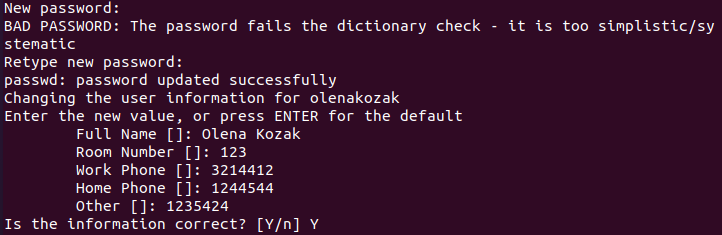 New password:
BAD PASSWORD: The password fails the dictionary check - it is too simplistic/sy
stematic
Retype new password:
passwd: password updated successfully
Changing the user information for olenakozak
Enter the new value, or press ENTER for the default
        Full Name []: Olena Kozak
        Room Number []: 123
        Work Phone []: 3214412
        Home Phone []: 1244544
        Other []: 1235424
Is the information correct? [Y/n] Y